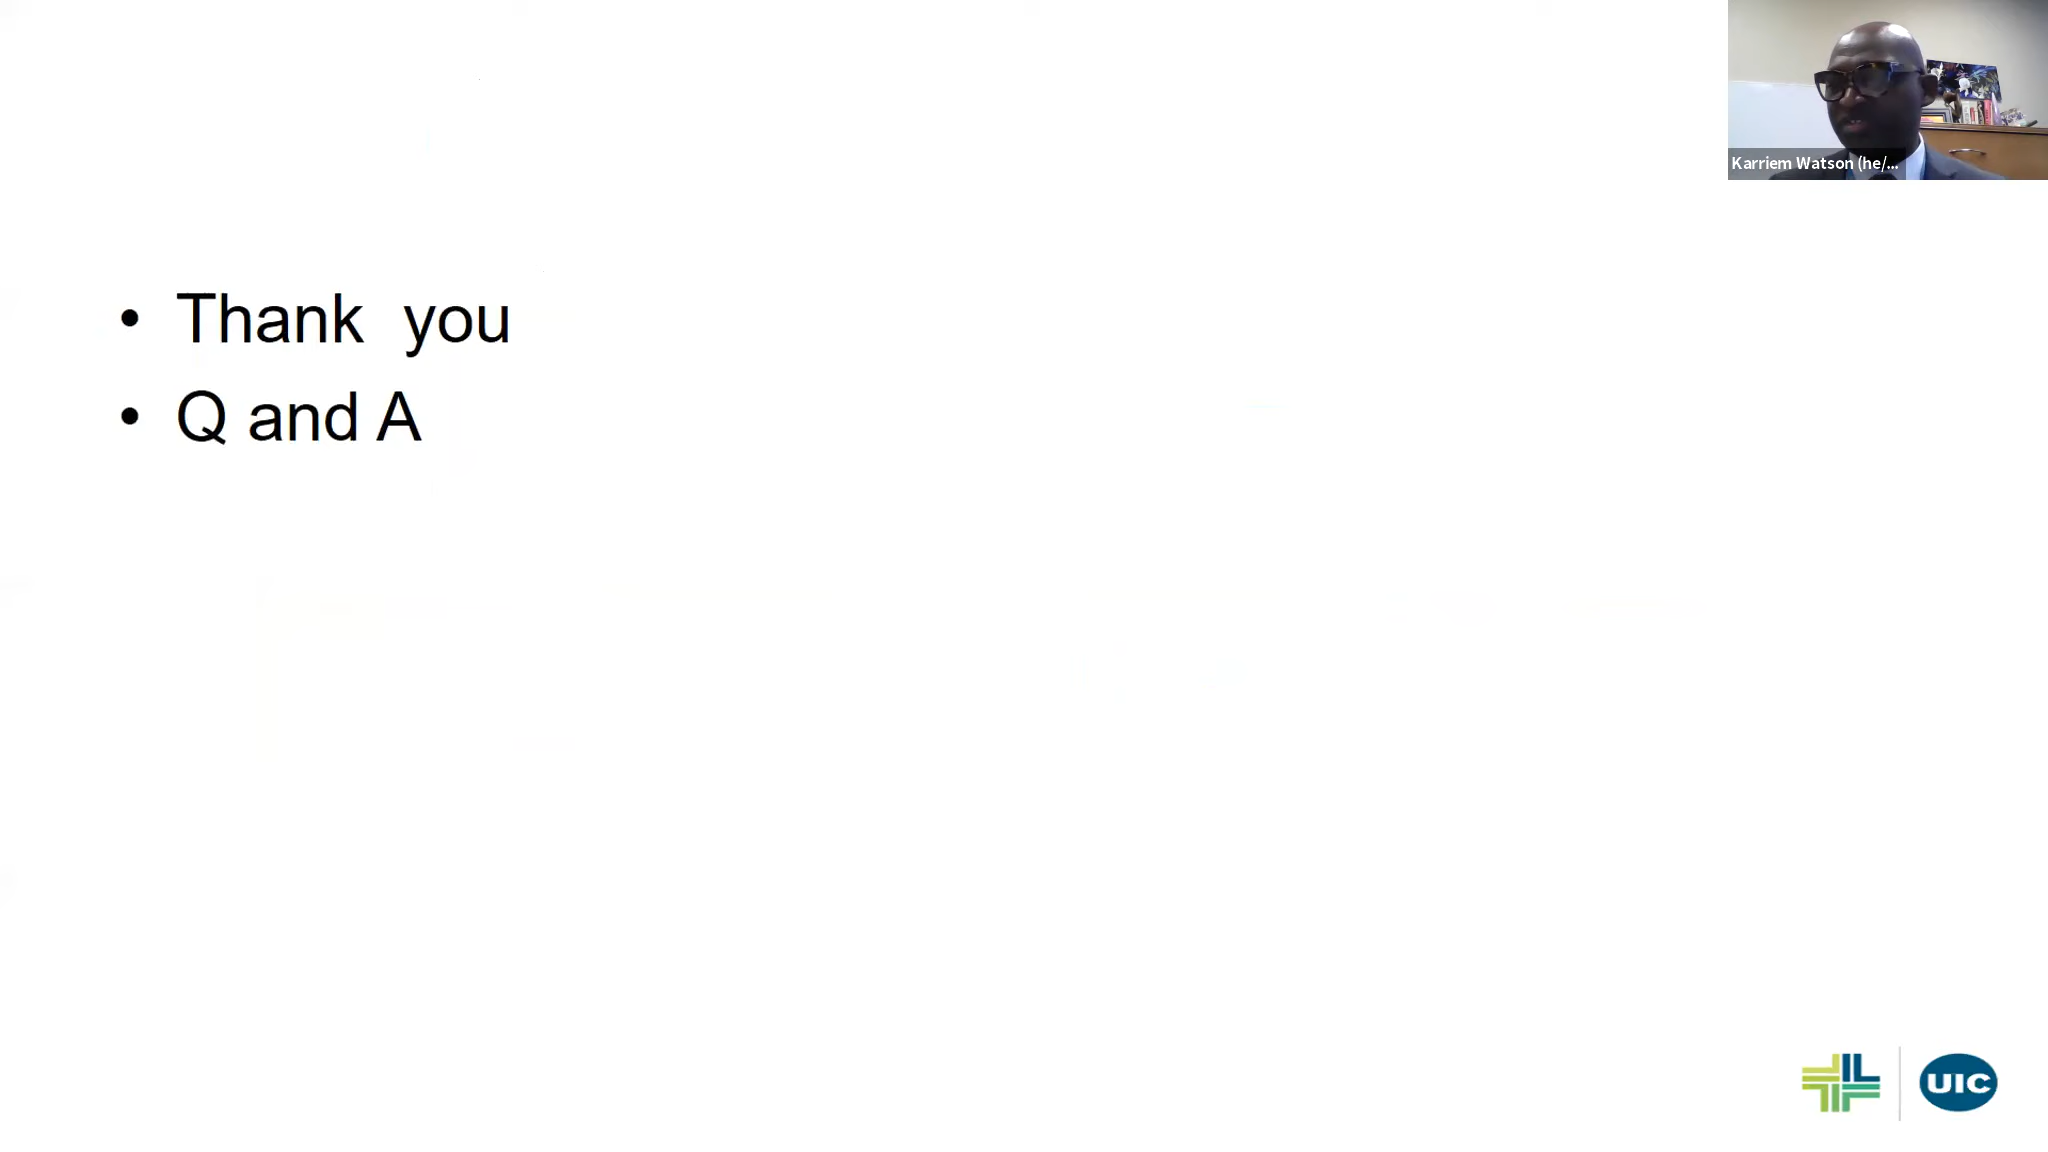 Karriem Watson (he/...
• Thank  you
• Q and A
UIC